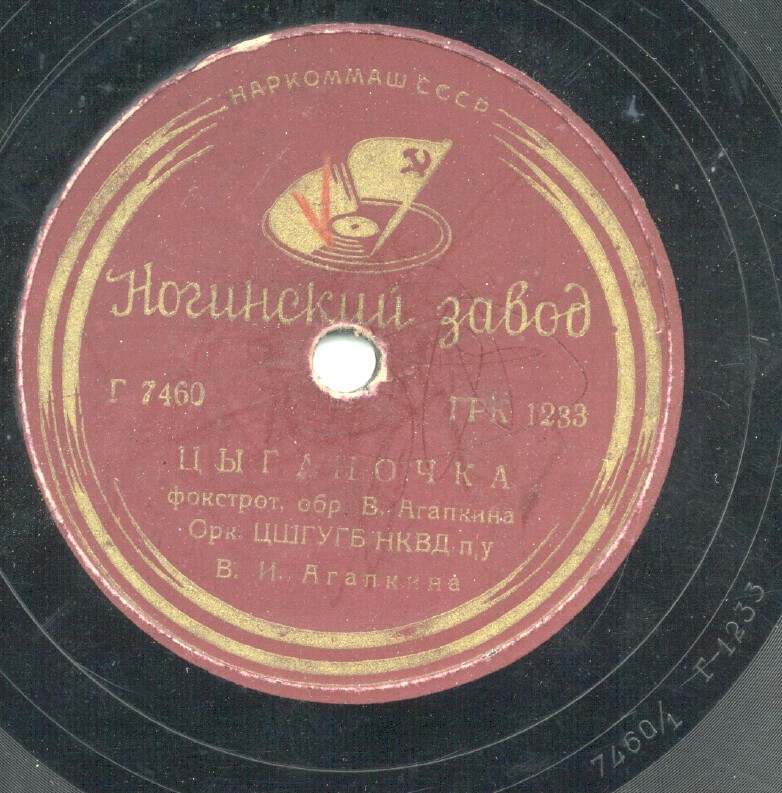 НАРКОММАШ СССР
Ногинский завод
Г 7460
ГРК 1233
ЦЫГАНОЧКА
фокстрот, обр. В. Агапкина
Орк. ЦШГУГБ НКВД п/у
В. И. Агапкина
7460/1 Г-1233